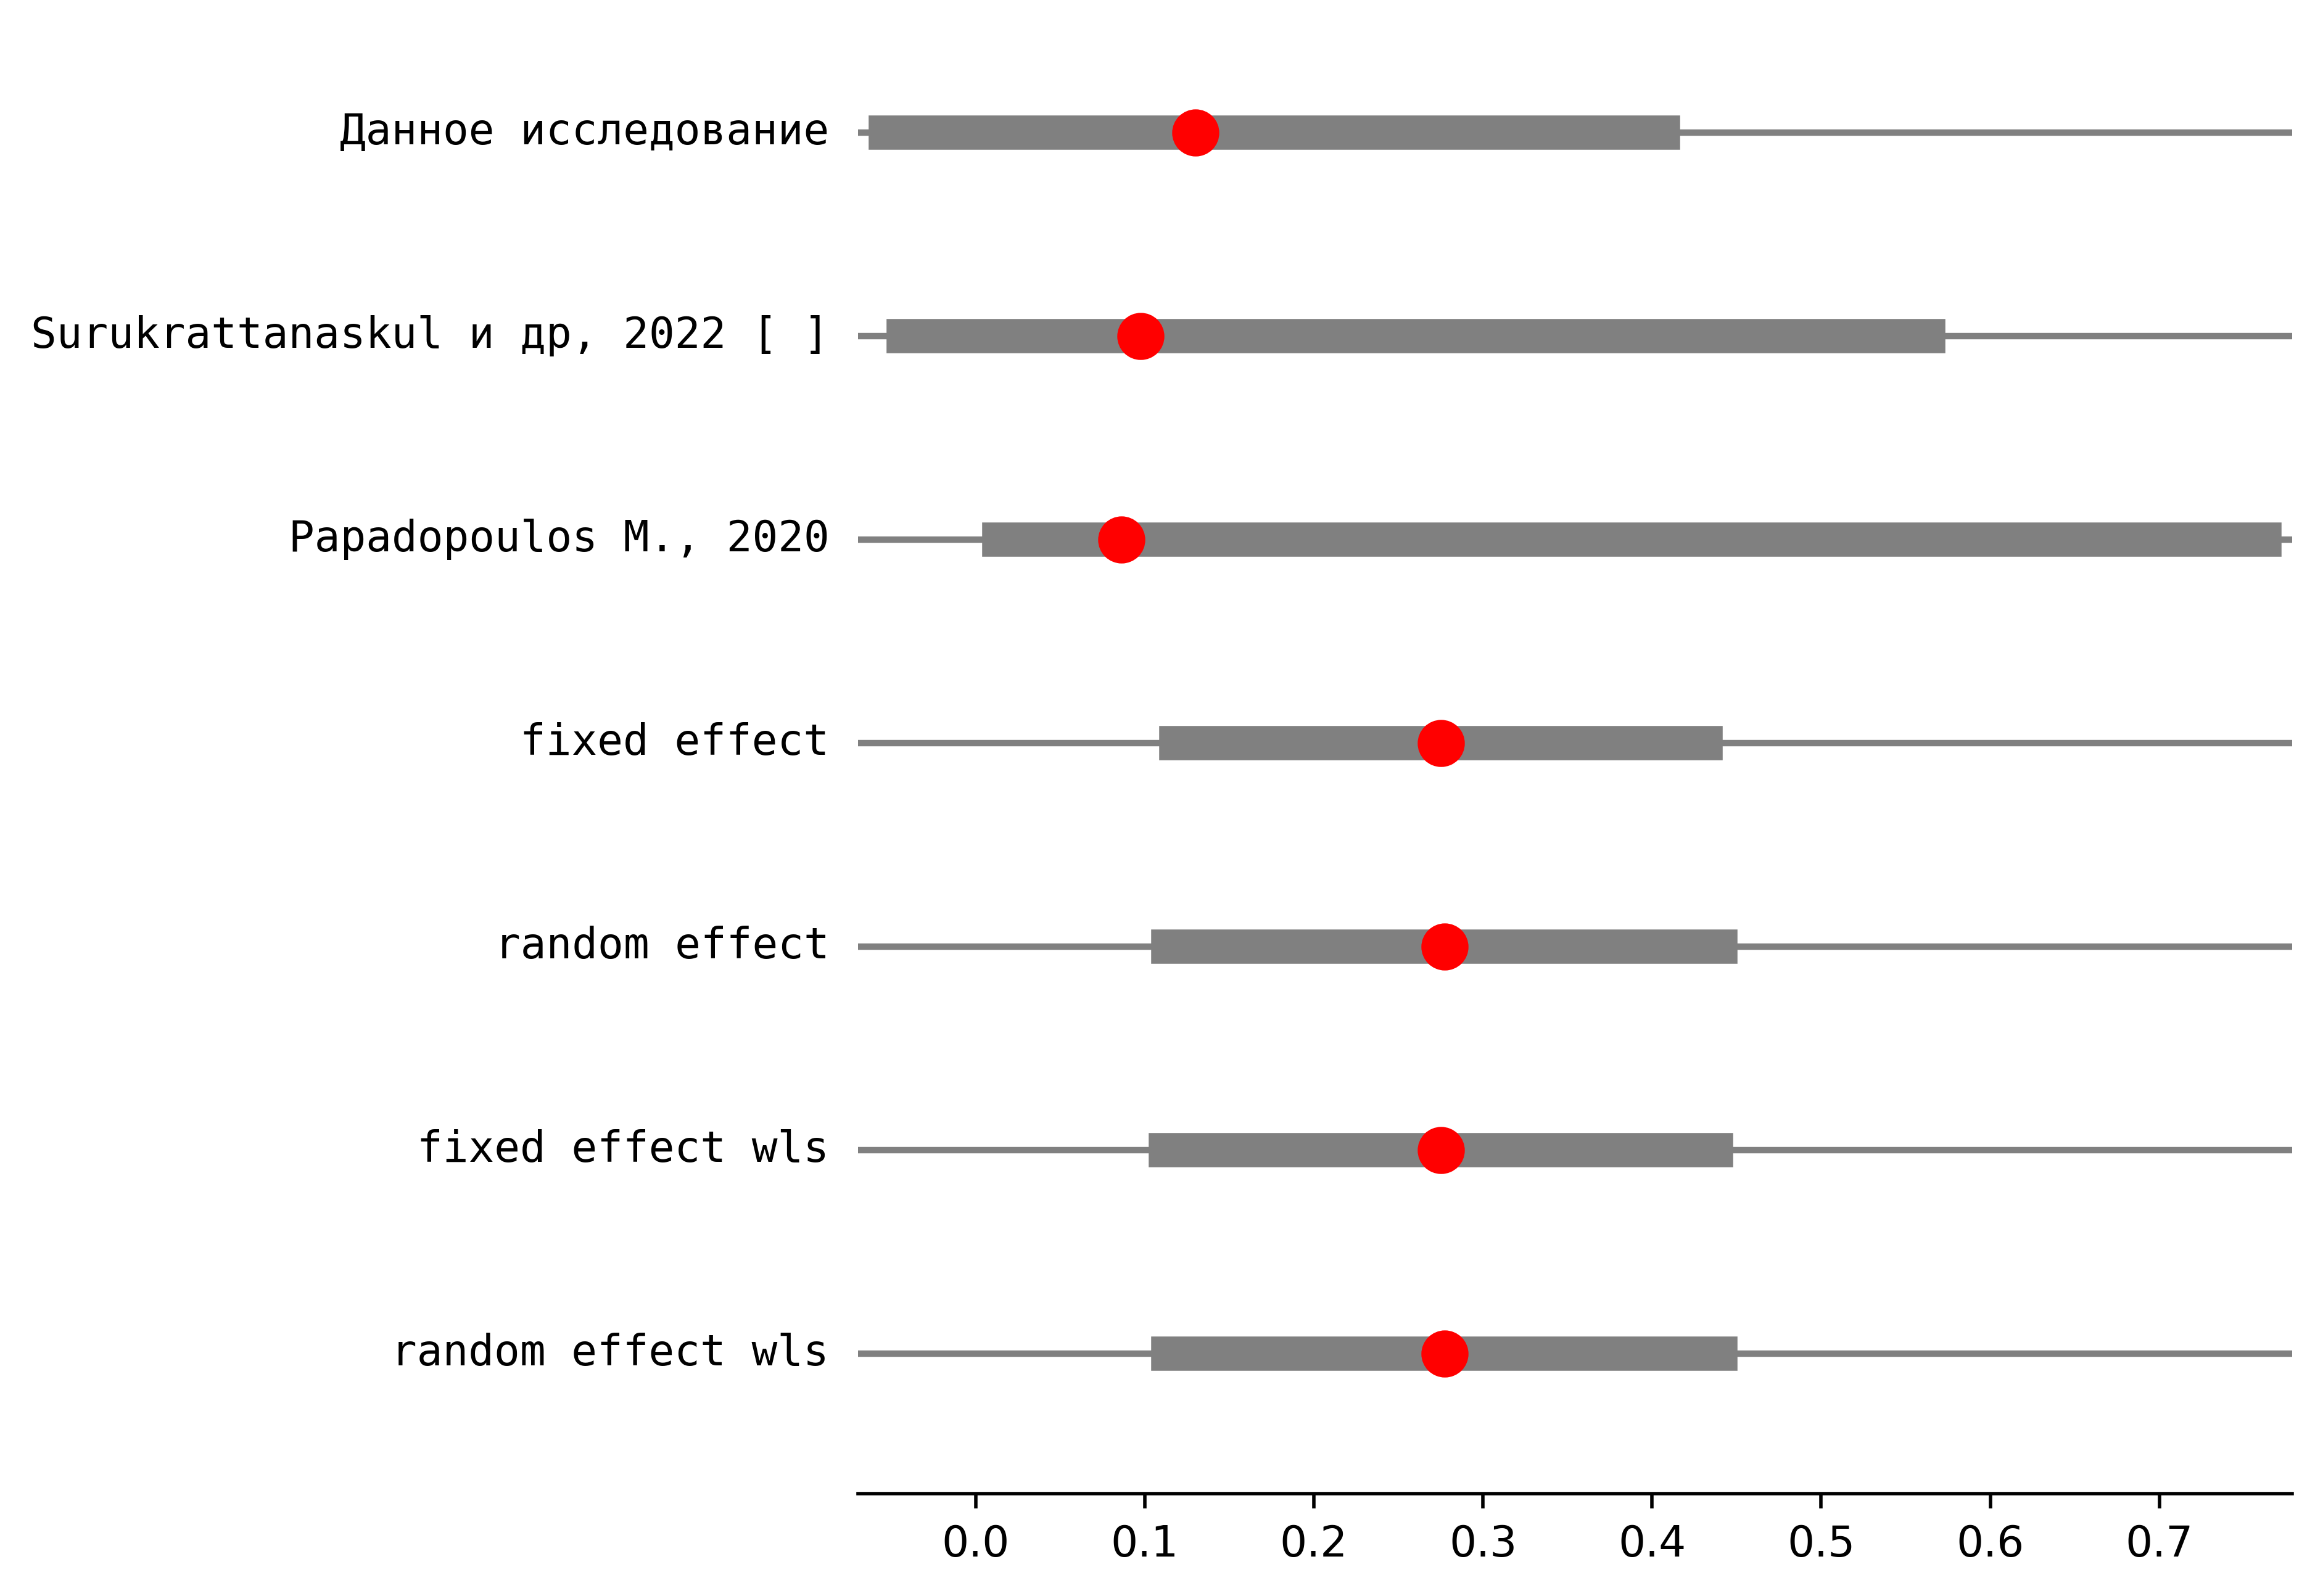 Данное исследование
Surukrattanaskul и др, 2022 [ ]
Papadopoulos M., 2020
fixed effect
random effect
fixed effect wls
random effect wls
0.0 0.1 0.2 0.3 0.4 0.5 0.6 0.7